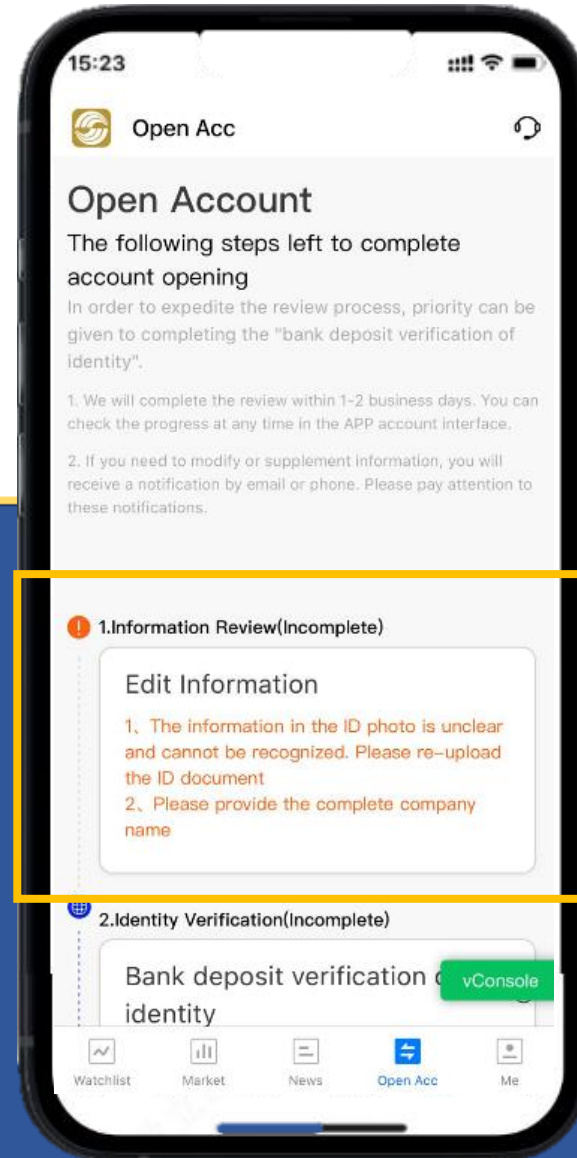 15:23
Open Acc
Open Account
The following steps left to complete
account opening
In order to expedite the review process, priority can be
given to completing the "bank deposit verification of
identity".
1. We will complete the review within 1-2 business days. You can
check the progress at any time in the APP account interface.
2. If you need to modify or supplement information, you will
receive a notification by email or phone. Please pay attention to
these notifications.
1.Information Review(Incomplete)
Edit Information
1、The information in the ID photo is unclear
and cannot be recognized. Please re-upload
the ID document
2、Please provide the complete company
name
2.Identity Verification(Incomplete)
Bank deposit verification
identity
vConsole
Watchlist Market News Open Acc Me